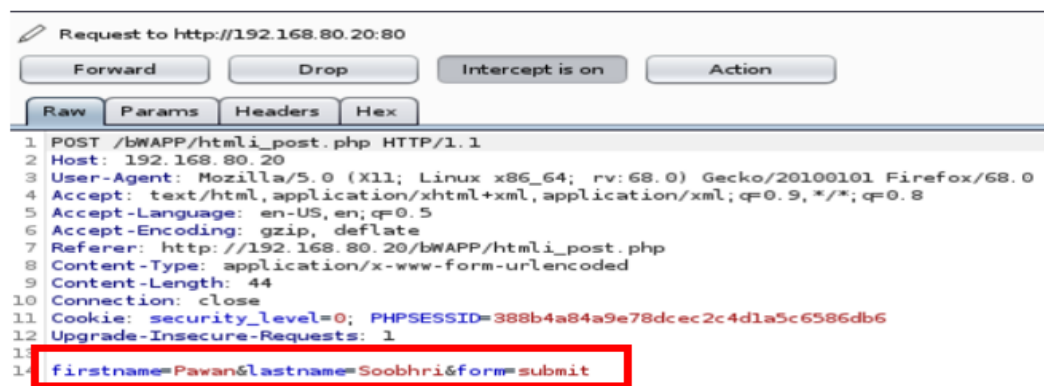 Request to http://192.168.80.20:80
Forward Drop Intercept is on Action
Raw Params Headers Hex
1 POST /bWAPP/htmli_post.php HTTP/1.1
2 Host: 192.168.80.20
3 User-Agent: Mozilla/5.0 (X11; Linux x86_64; rv:68.0) Gecko/20100101 Firefox/68.0
4 Accept: text/html,application/xhtml+xml,application/xml;q=0.9,*/*;q=0.8
5 Accept-Language: en-US,en;q=0.5
6 Accept-Encoding: gzip, deflate
7 Referer: http://192.168.80.20/bWAPP/htmli_post.php
8 Content-Type: application/x-www-form-urlencoded
9 Content-Length: 44
10 Connection: close
11 Cookie: security_level=0; PHPSESSID=388b4a84a9e78dcec2c4d1a5c6586db6
12 Upgrade-Insecure-Requests: 1
13
14 firstname=Pawan&lastname=Soobhri&form=submit